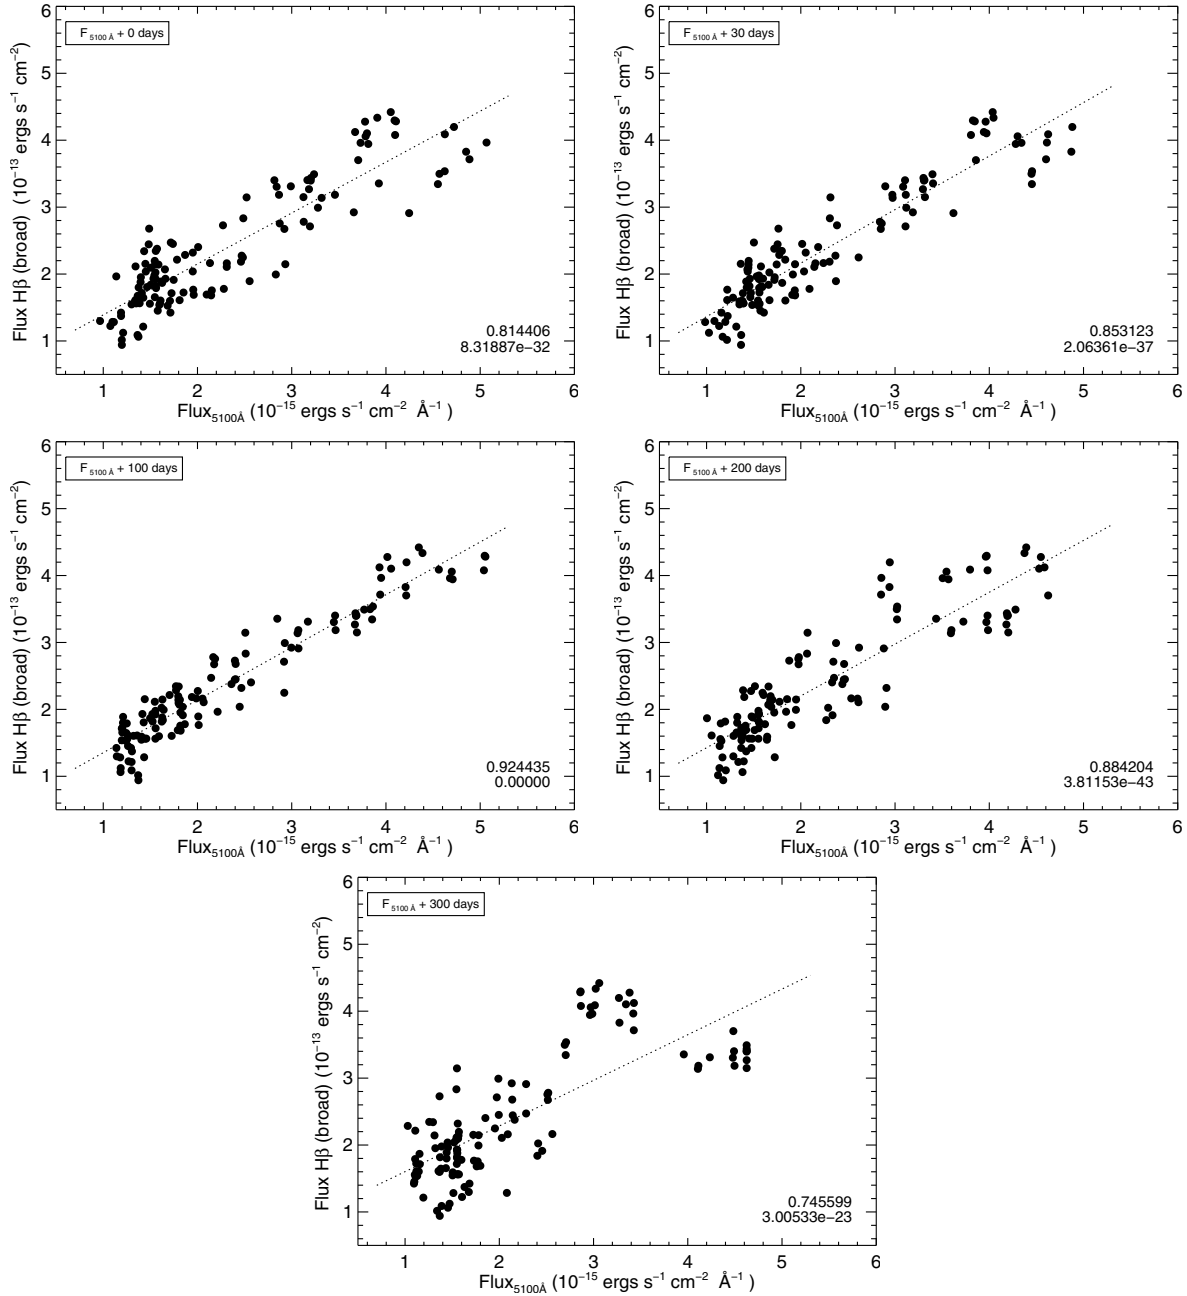 F 5100 Å + 0 days
Flux Hβ (broad) (10⁻¹³ ergs s⁻¹ cm⁻²)
6
5
4
3
2
1
0.814406
8.31887e−32
1 2 3 4 5 6
Flux5100Å (10⁻¹⁵ ergs s⁻¹ cm⁻² Å⁻¹ )
F 5100 Å + 30 days
Flux Hβ (broad) (10⁻¹³ ergs s⁻¹ cm⁻²)
6
5
4
3
2
1
0.853123
2.06361e−37
1 2 3 4 5 6
Flux5100Å (10⁻¹⁵ ergs s⁻¹ cm⁻² Å⁻¹ )
F 5100 Å + 100 days
Flux Hβ (broad) (10⁻¹³ ergs s⁻¹ cm⁻²)
6
5
4
3
2
1
0.924435
0.00000
1 2 3 4 5 6
Flux5100Å (10⁻¹⁵ ergs s⁻¹ cm⁻² Å⁻¹ )
F 5100 Å + 200 days
Flux Hβ (broad) (10⁻¹³ ergs s⁻¹ cm⁻²)
6
5
4
3
2
1
0.884204
3.81153e−43
1 2 3 4 5 6
Flux5100Å (10⁻¹⁵ ergs s⁻¹ cm⁻² Å⁻¹ )
F 5100 Å + 300 days
Flux Hβ (broad) (10⁻¹³ ergs s⁻¹ cm⁻²)
6
5
4
3
2
1
0.745599
3.00533e−23
1 2 3 4 5 6
Flux5100Å (10⁻¹⁵ ergs s⁻¹ cm⁻² Å⁻¹ )